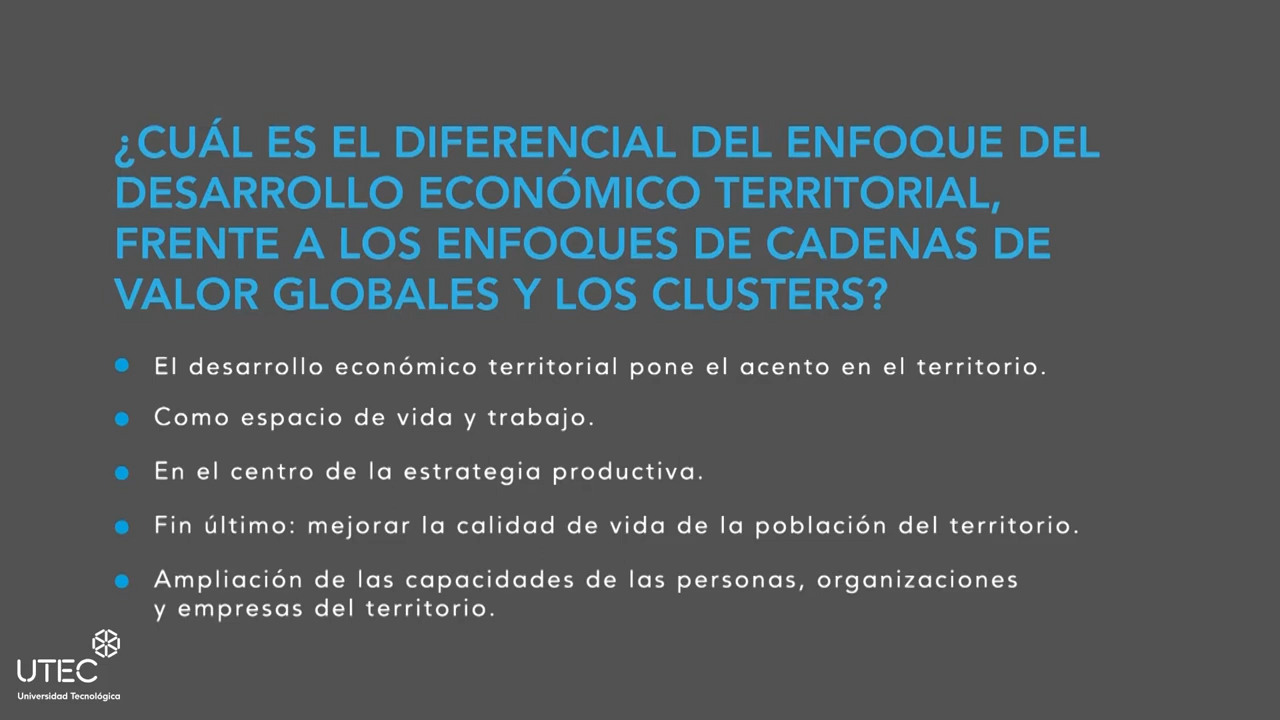 ¿CUÁL ES EL DIFERENCIAL DEL ENFOQUE DEL
DESARROLLO ECONÓMICO TERRITORIAL,
FRENTE A LOS ENFOQUES DE CADENAS DE
VALOR GLOBALES Y LOS CLUSTERS?
El desarrollo económico territorial pone el acento en el territorio.
Como espacio de vida y trabajo.
En el centro de la estrategia productiva.
Fin último: mejorar la calidad de vida de la población del territorio.
Ampliación de las capacidades de las personas, organizaciones
y empresas del territorio.
UTEC
Universidad Tecnológica